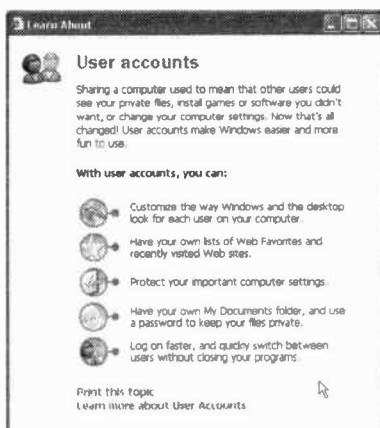 Learn About
User accounts
Sharing a computer used to mean that other users could
see your private files, install games or software you didn't
want, or change your computer settings. Now that's all
changed! User accounts make Windows easier and more
fun to use.
With user accounts, you can:
Customize the way Windows and the desktop
look for each user on your computer.
Have your own lists of Web Favorites and
recently visited Web sites.
Protect your important computer settings.
Have your own My Documents folder, and use
a password to keep your files private.
Log on faster, and quickly switch between
users without closing your programs.
Print this topic
Learn more about User Accounts